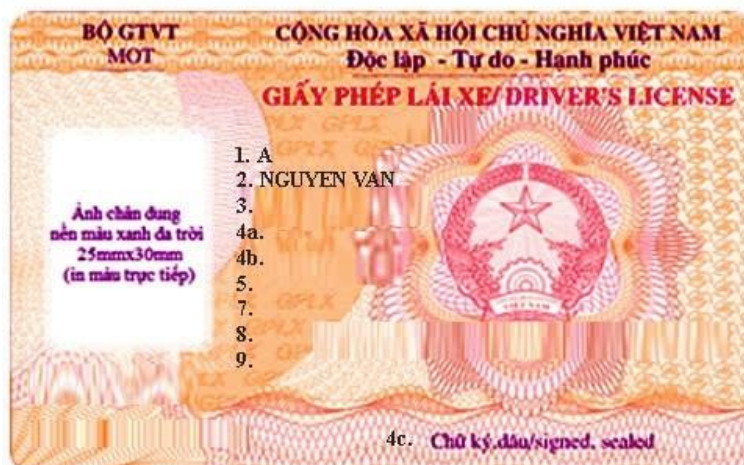 BỘ GTVT
MOT
CỘNG HÒA XÃ HỘI CHỦ NGHĨA VIỆT NAM
Độc lập - Tự do - Hạnh phúc
GIẤY PHÉP LÁI XE/ DRIVER'S LICENSE
Ảnh chân dung
nền màu xanh da trời
25mmx30mm
(in màu trực tiếp)
1. A
2. NGUYEN VAN
3.
4a.
4b.
5.
7.
8.
9.
VIỆT NAM
4c. Chữ ký,dấu/signed, sealed